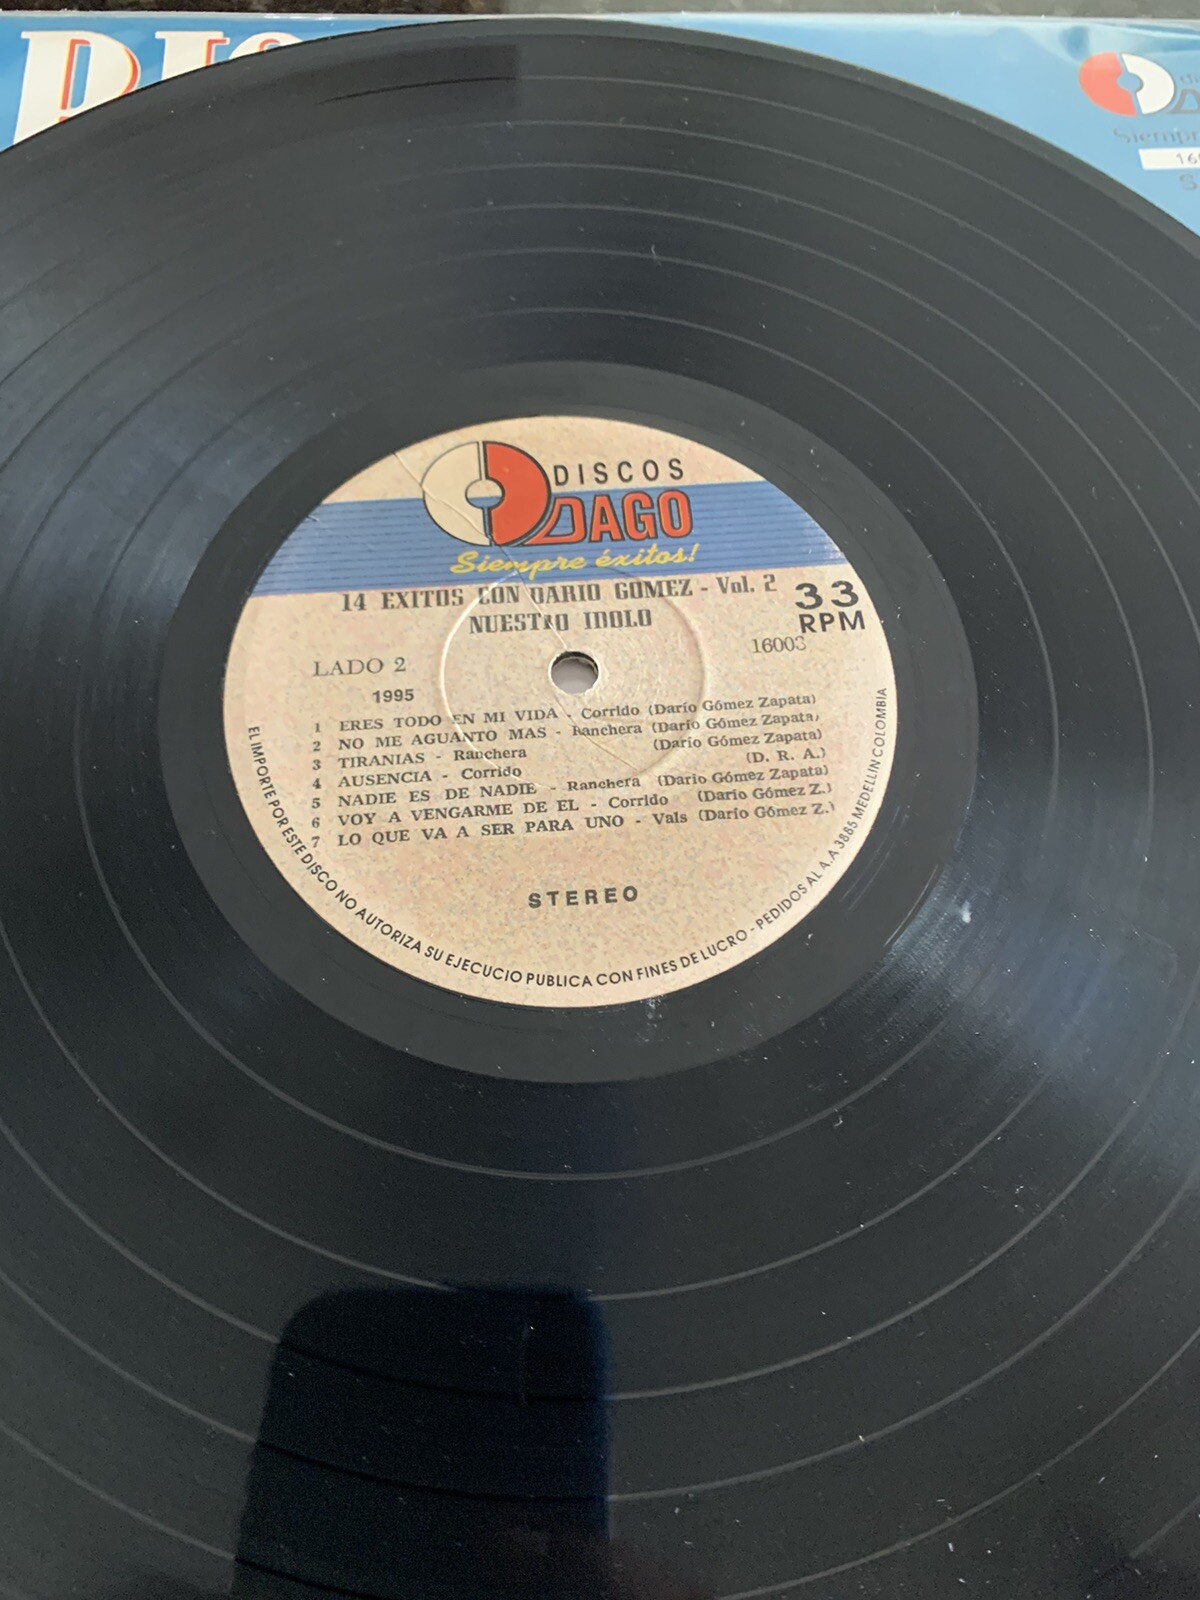 DIS
Siempr
DISCOS
DAGO
Siempre éxitos!
14 EXITOS CON DARIO GOMEZ - Vol. 2
NUESTRO IDOLO
33
RPM
16003
LADO 2
1995
1 ERES TODO EN MI VIDA - Corrido (Darío Gómez Zapata)
2 NO ME AGUANTO MAS - Ranchera (Darío Gómez Zapata)
3 TIRANIAS - Ranchera (Darío Gómez Zapata)
4 AUSENCIA - Corrido (D. R. A.)
5 NADIE ES DE NADIE - Ranchera (Darío Gómez Zapata)
6 VOY A VENGARME DE EL - Corrido (Darío Gómez Z.)
7 LO QUE VA A SER PARA UNO - Vals (Darío Gómez Z.)
STEREO
EL IMPORTE POR ESTE DISCO NO AUTORIZA SU EJECUCIO PUBLICA CON FINES DE LUCRO - PEDIDOS AL A.A 3885 MEDELLIN COLOMBIA